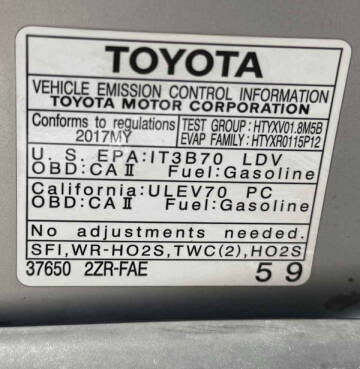 TOYOTA
VEHICLE EMISSION CONTROL INFORMATION
TOYOTA MOTOR CORPORATION
Conforms to regulations 2017MY
TEST GROUP : HTYXV01.8M5B
EVAP FAMILY : HTYXR0115P12
U. S. EPA:IT3B70 LDV
OBD:CA II Fuel:Gasoline
California:ULEV70 PC
OBD:CA II Fuel:Gasoline
No adjustments needed.
SFI,WR-HO2S,TWC(2),HO2S
37650 2ZR-FAE 59